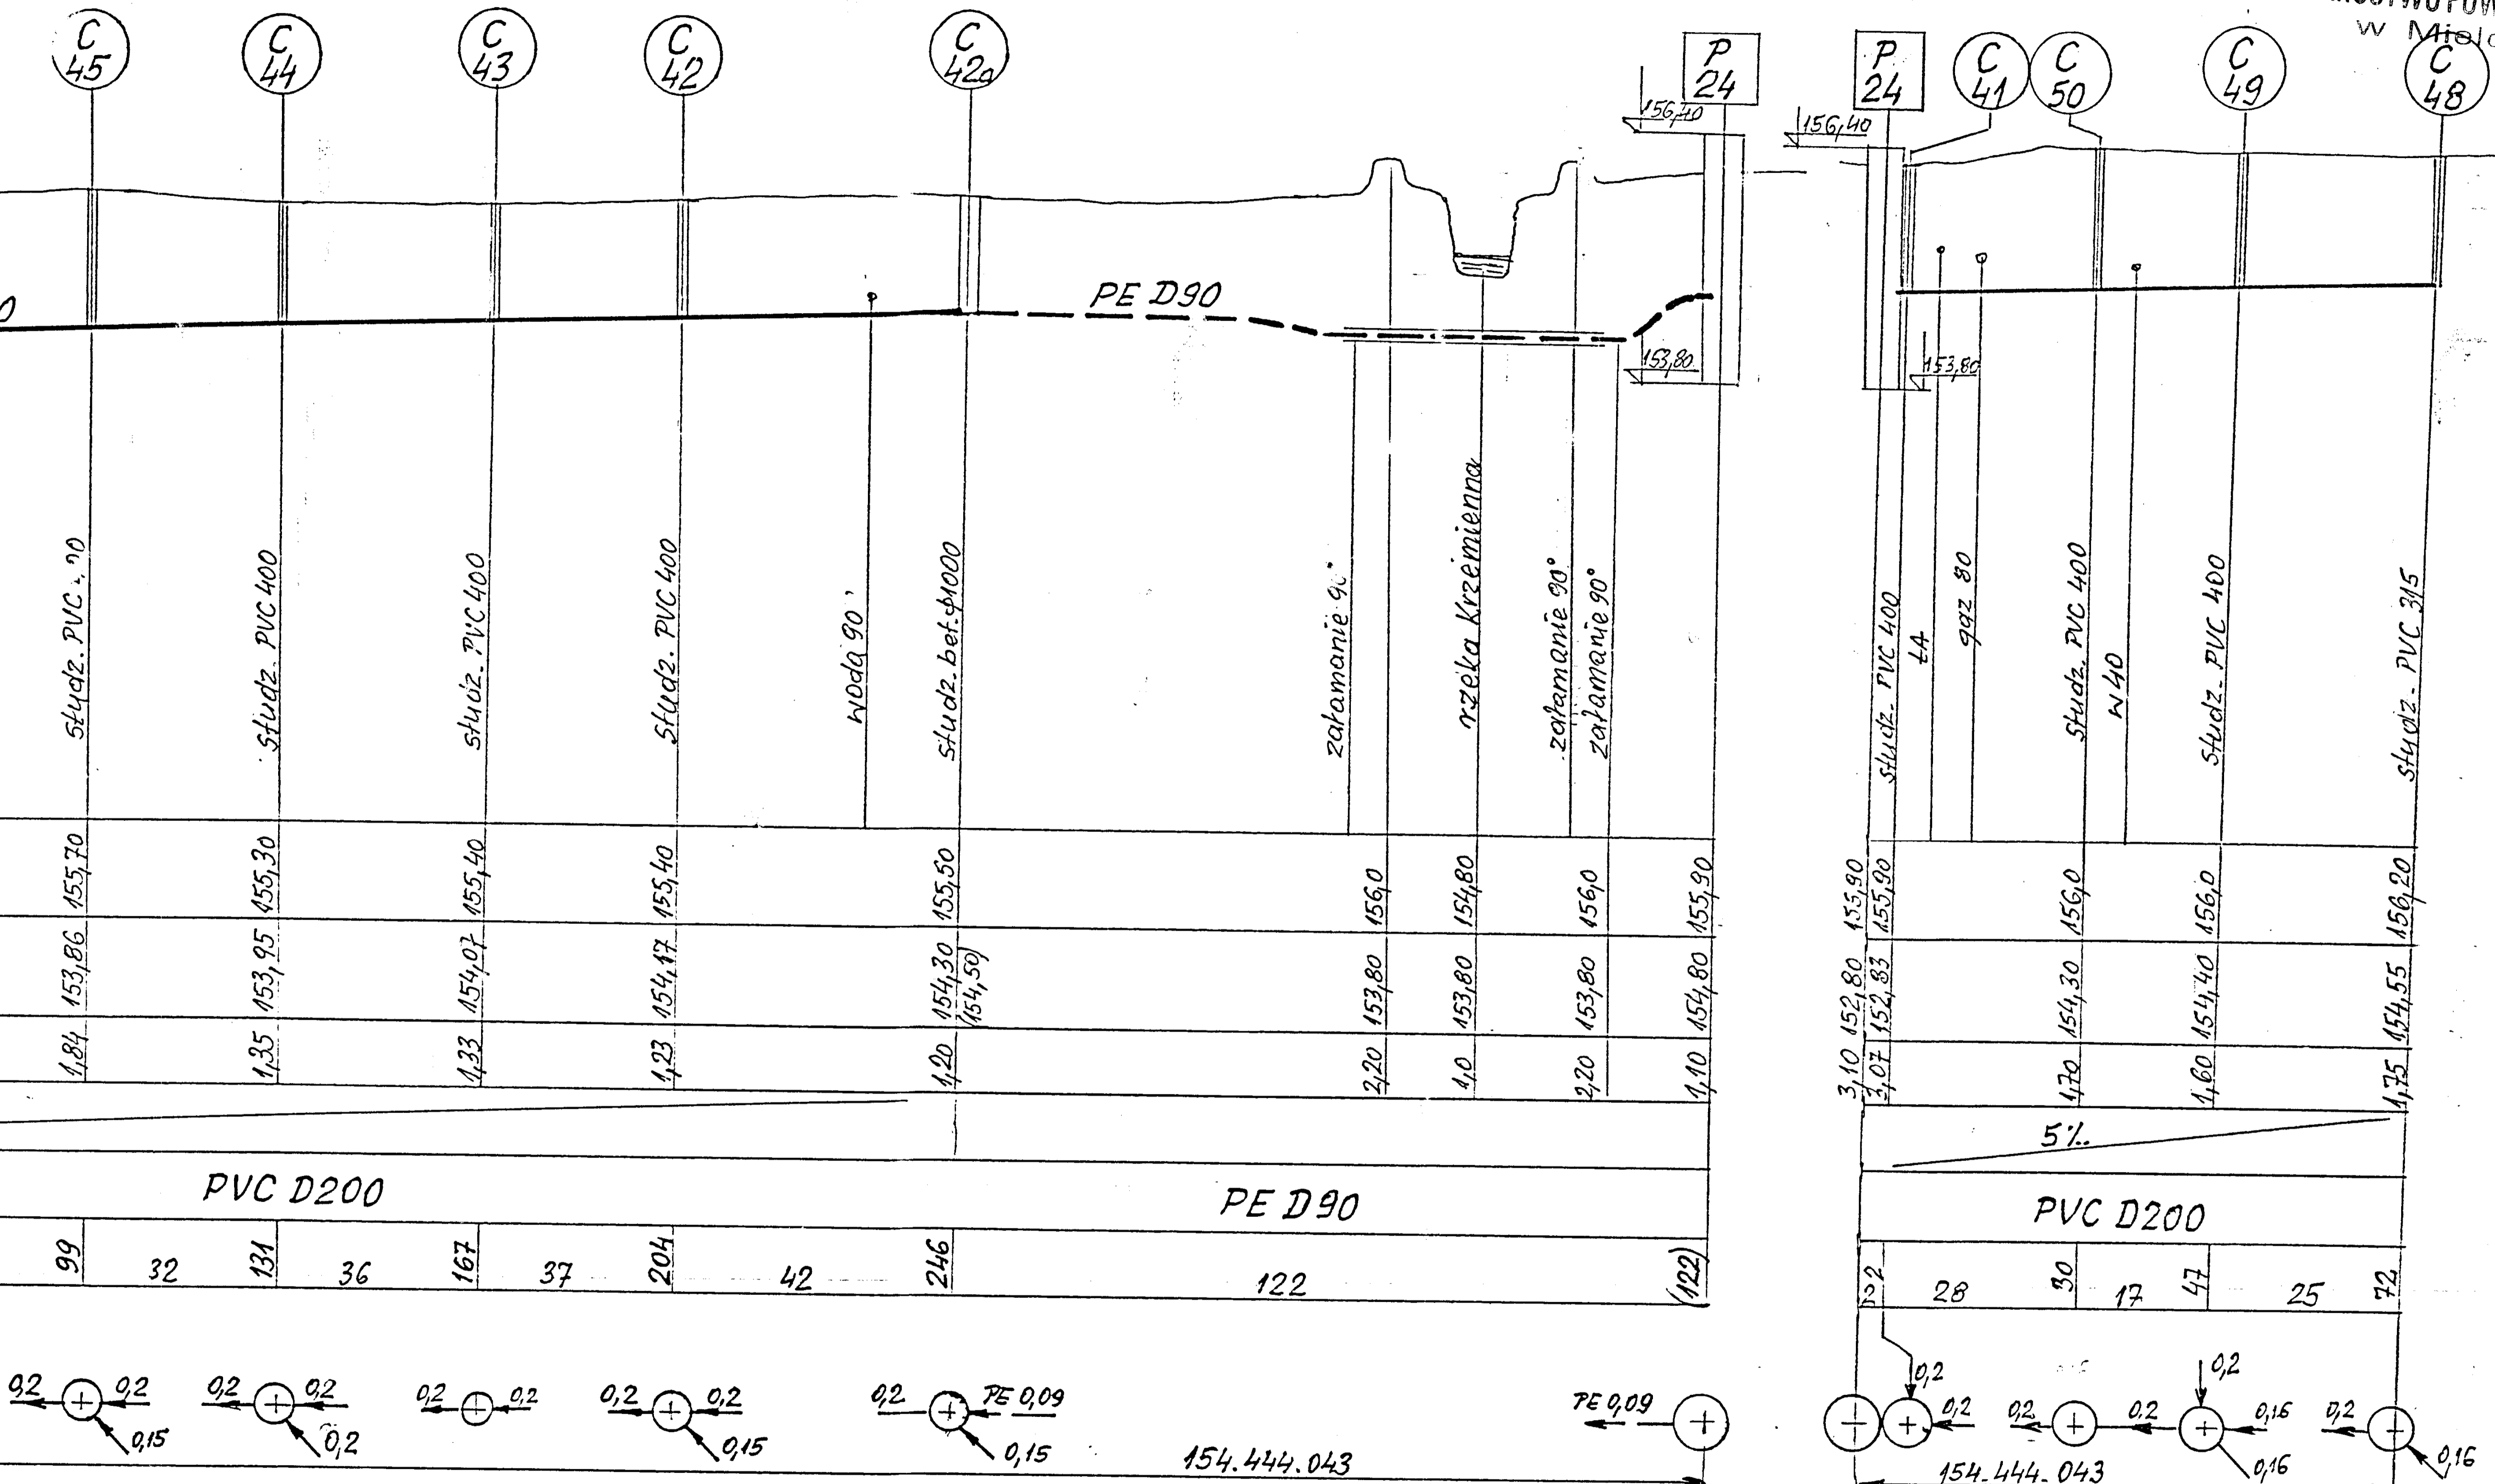 C 45
C 44
C 43
C 42
C 42a
P 24
P 24
C 41
C 50
C 49
C 48
w
156,40
156,40
PE D90
0
153,80
153,80
studz. PVC
studz. PVC 400
studz. PVC 400
studz. PVC 400
woda 90
studz. bet. ϕ1000
załamanie 90°
rzeka Krzemienna
załamanie 90°
załamanie 90°
studz. PVC 400
tA
gaz 80
studz. PVC 400
w40
studz. PVC 400
studz. PVC 315
155,70 155,30 155,40 155,40 155,50 156,0 154,80 156,0 155,90 155,90 155,90 156,0 156,0 156,20
153,86 153,95 154,07 154,17 154,30 (154,50) 153,80 153,80 153,80 154,80 152,80 152,83 154,30 154,40 154,55
1,84 1,35 1,33 1,23 1,20 2,20 1,0 2,20 1,10 3,10 3,07 1,70 1,60 1,75
5‰
PVC D200 PE D90 PVC D200
99 32 131 36 167 37 204 42 246 122 (122) 2 2 28 30 17 47 25 72
0,2 0,2 0,2 0,2 0,2 0,2 0,2 0,2 0,2 PE 0,09 PE 0,09 0,2 0,2 0,2 0,2 0,2 0,16 0,2
0,15 0,2 0,15 0,15 0,16 0,16
154.444.043 154.444.043